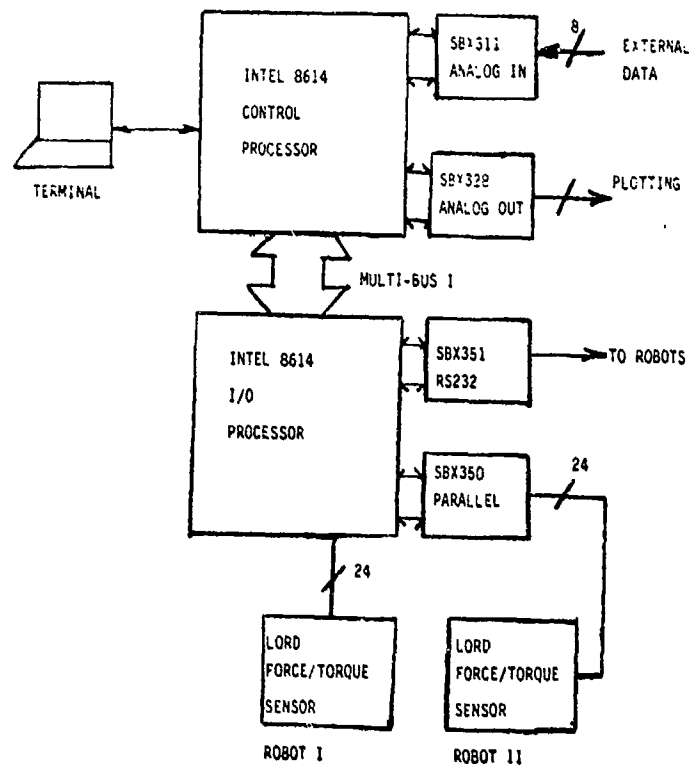 INTEL 8614
CONTROL
PROCESSOR
SBX311
ANALOG IN
8
EXTERNAL
DATA
TERMINAL
SBX328
ANALOG OUT
PLOTTING
MULTI-BUS I
INTEL 8614
I/O
PROCESSOR
SBX351
RS232
TO ROBOTS
SBX350
PARALLEL
24
24
LORD
FORCE/TORQUE
SENSOR
ROBOT I
LORD
FORCE/TORQUE
SENSOR
ROBOT II